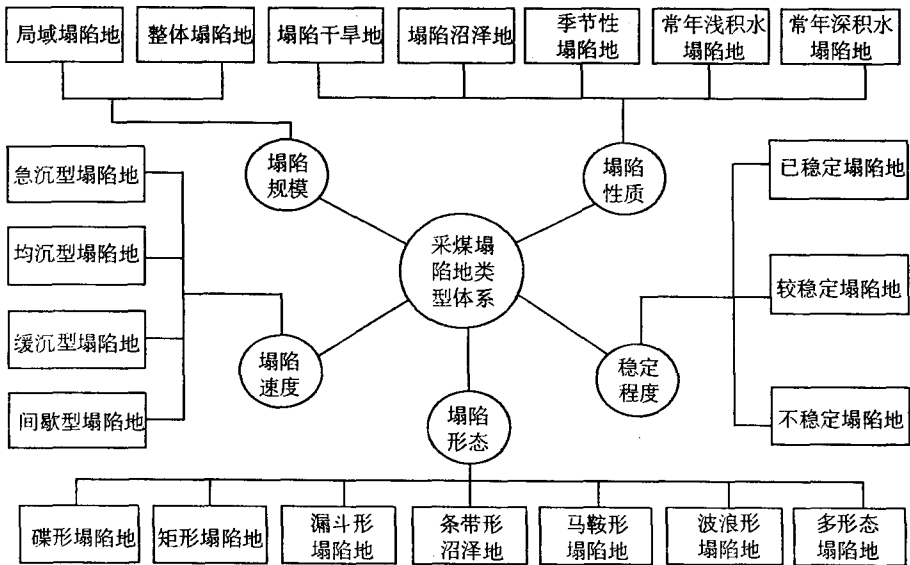 局域塌陷地
整体塌陷地
塌陷干旱地
塌陷沼泽地
季节性
塌陷地
常年浅积水
塌陷地
常年深积水
塌陷地
塌陷
规模
塌陷
性质
急沉型塌陷地
均沉型塌陷地
缓沉型塌陷地
间歇型塌陷地
采煤塌
陷地类
型体系
已稳定塌陷地
较稳定塌陷地
不稳定塌陷地
塌陷
速度
稳定
程度
塌陷
形态
碟形塌陷地
矩形塌陷地
漏斗形
塌陷地
条带形
沼泽地
马鞍形
塌陷地
波浪形
塌陷地
多形态
塌陷地